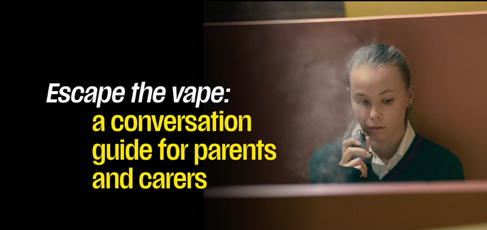 Escape the vape:
a conversation
guide for parents
and carers